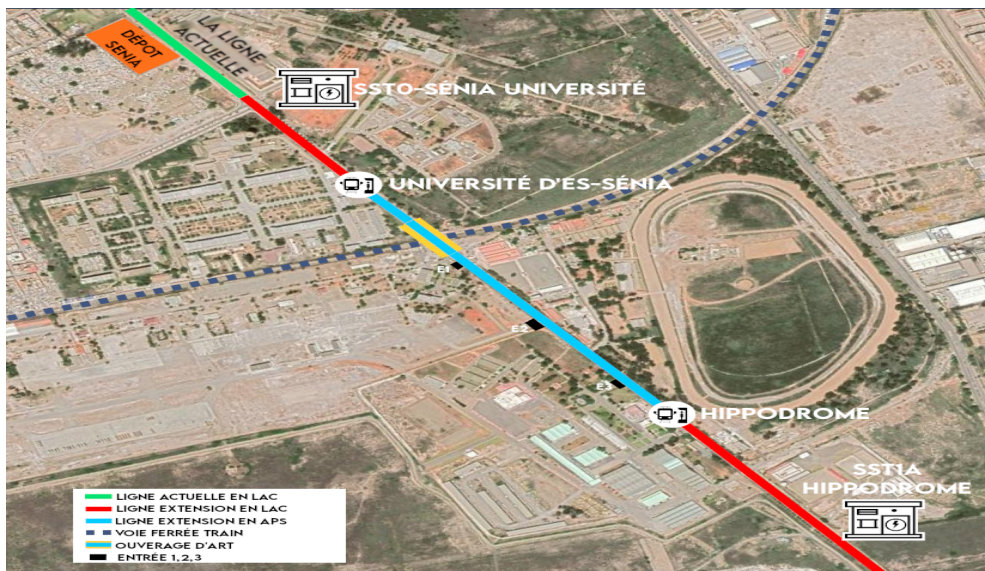 LA LIGNE
ACTUELLE
DÉPOT
SENIA
SST0-SÉNIA UNIVERSITÉ
UNIVERSITÉ D'ES-SÉNIA
E1
E2
E3
HIPPODROME
SST1A
HIPPODROME
LIGNE ACTUELLE EN LAC
LIGNE EXTENSION EN LAC
LIGNE EXTENSION EN APS
VOIE FERRÉE TRAIN
OUVERAGE D'ART
ENTRÉE 1,2,3